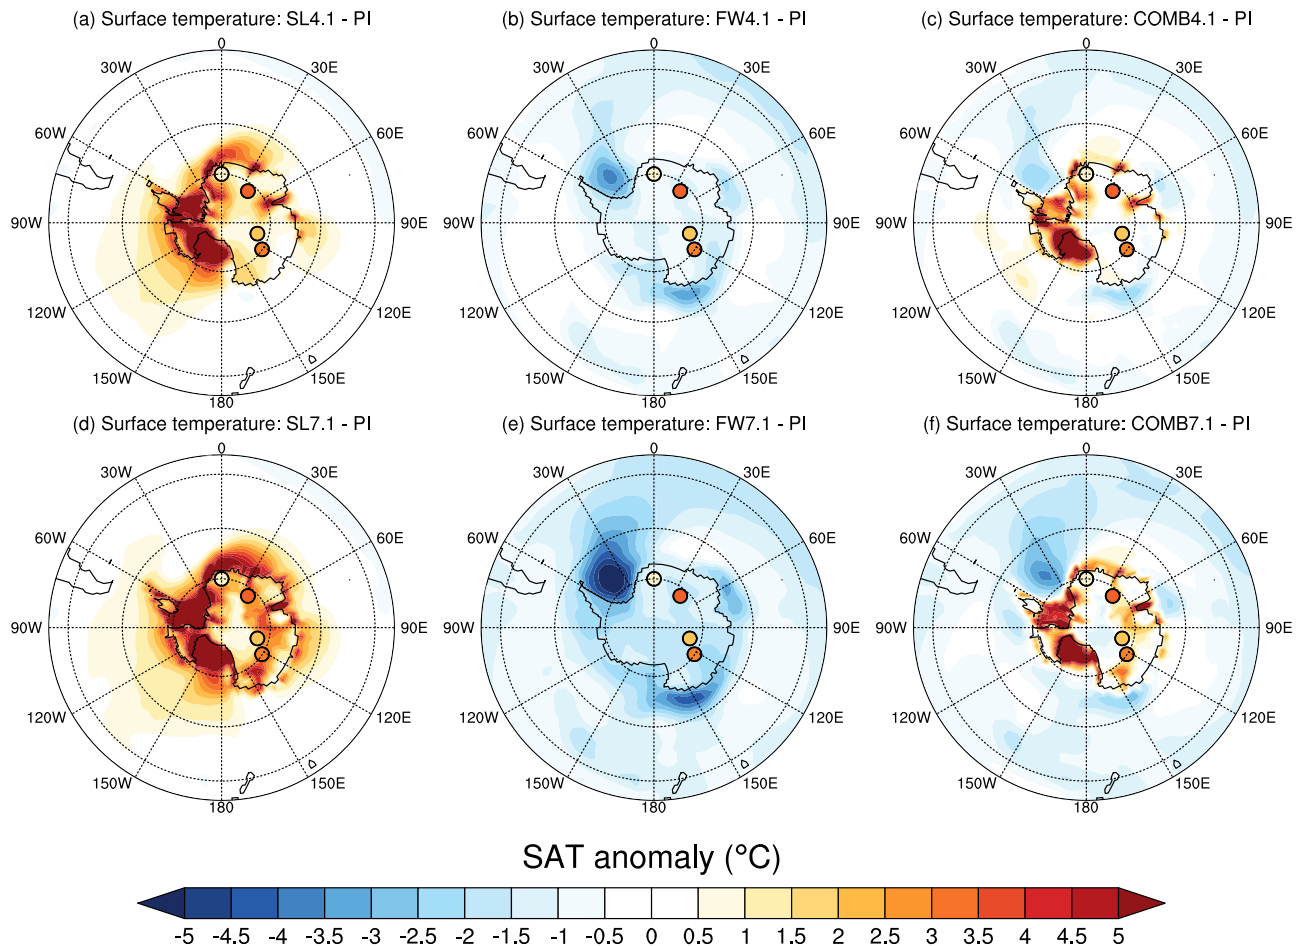 (a) Surface temperature: SL4.1 - PI
(b) Surface temperature: FW4.1 - PI
(c) Surface temperature: COMB4.1 - PI
0
30W
30E
60W
60E
90W
90E
120W
120E
150W
150E
180
0
30W
30E
60W
60E
90W
90E
120W
120E
150W
150E
180
0
30W
30E
60W
60E
90W
90E
120W
120E
150W
150E
180
(d) Surface temperature: SL7.1 - PI
(e) Surface temperature: FW7.1 - PI
(f) Surface temperature: COMB7.1 - PI
0
30W
30E
60W
60E
90W
90E
120W
120E
150W
150E
180
0
30W
30E
60W
60E
90W
90E
120W
120E
150W
150E
180
0
30W
30E
60W
60E
90W
90E
120W
120E
150W
150E
180
SAT anomaly (°C)
-5 -4.5 -4 -3.5 -3 -2.5 -2 -1.5 -1 -0.5 0 0.5 1 1.5 2 2.5 3 3.5 4 4.5 5